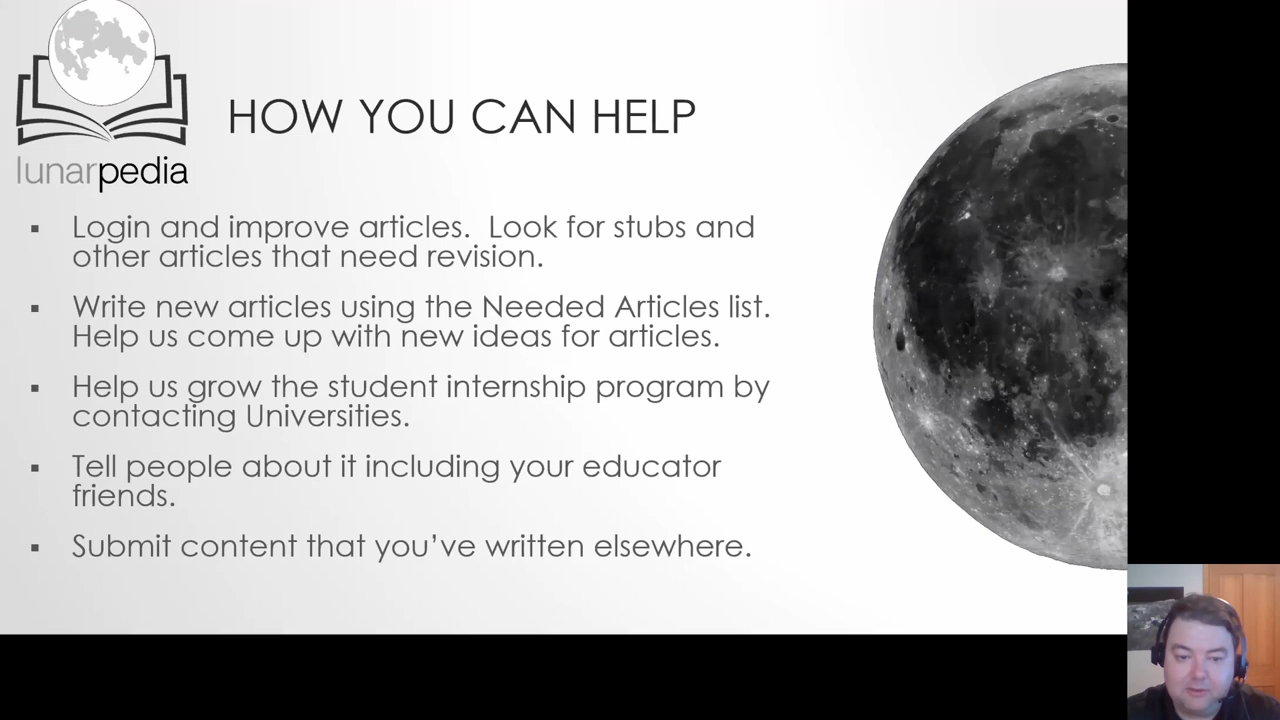 lunarpedia
HOW YOU CAN HELP
▪ Login and improve articles.  Look for stubs and
other articles that need revision.
▪ Write new articles using the Needed Articles list.
Help us come up with new ideas for articles.
▪ Help us grow the student internship program by
contacting Universities.
▪ Tell people about it including your educator
friends.
▪ Submit content that you’ve written elsewhere.